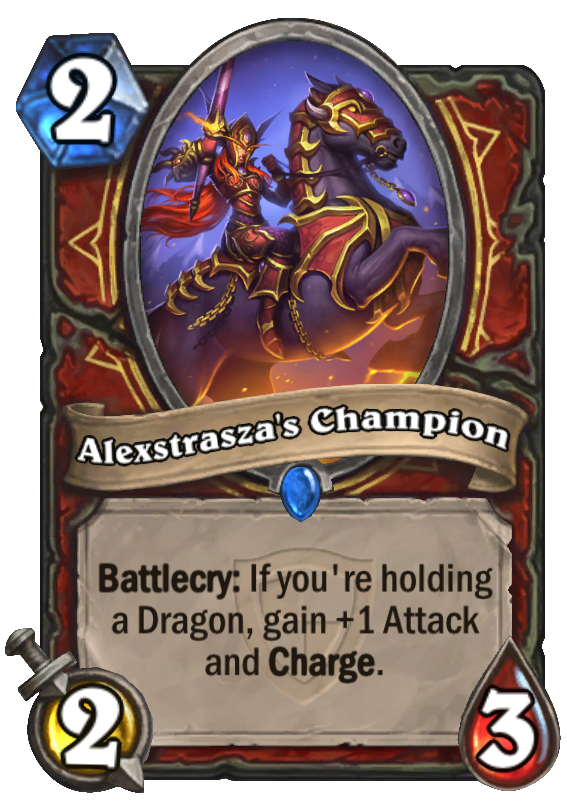 2
Alexstrasza's Champion
Battlecry: If you're holding
a Dragon, gain +1 Attack
and Charge.
2
3